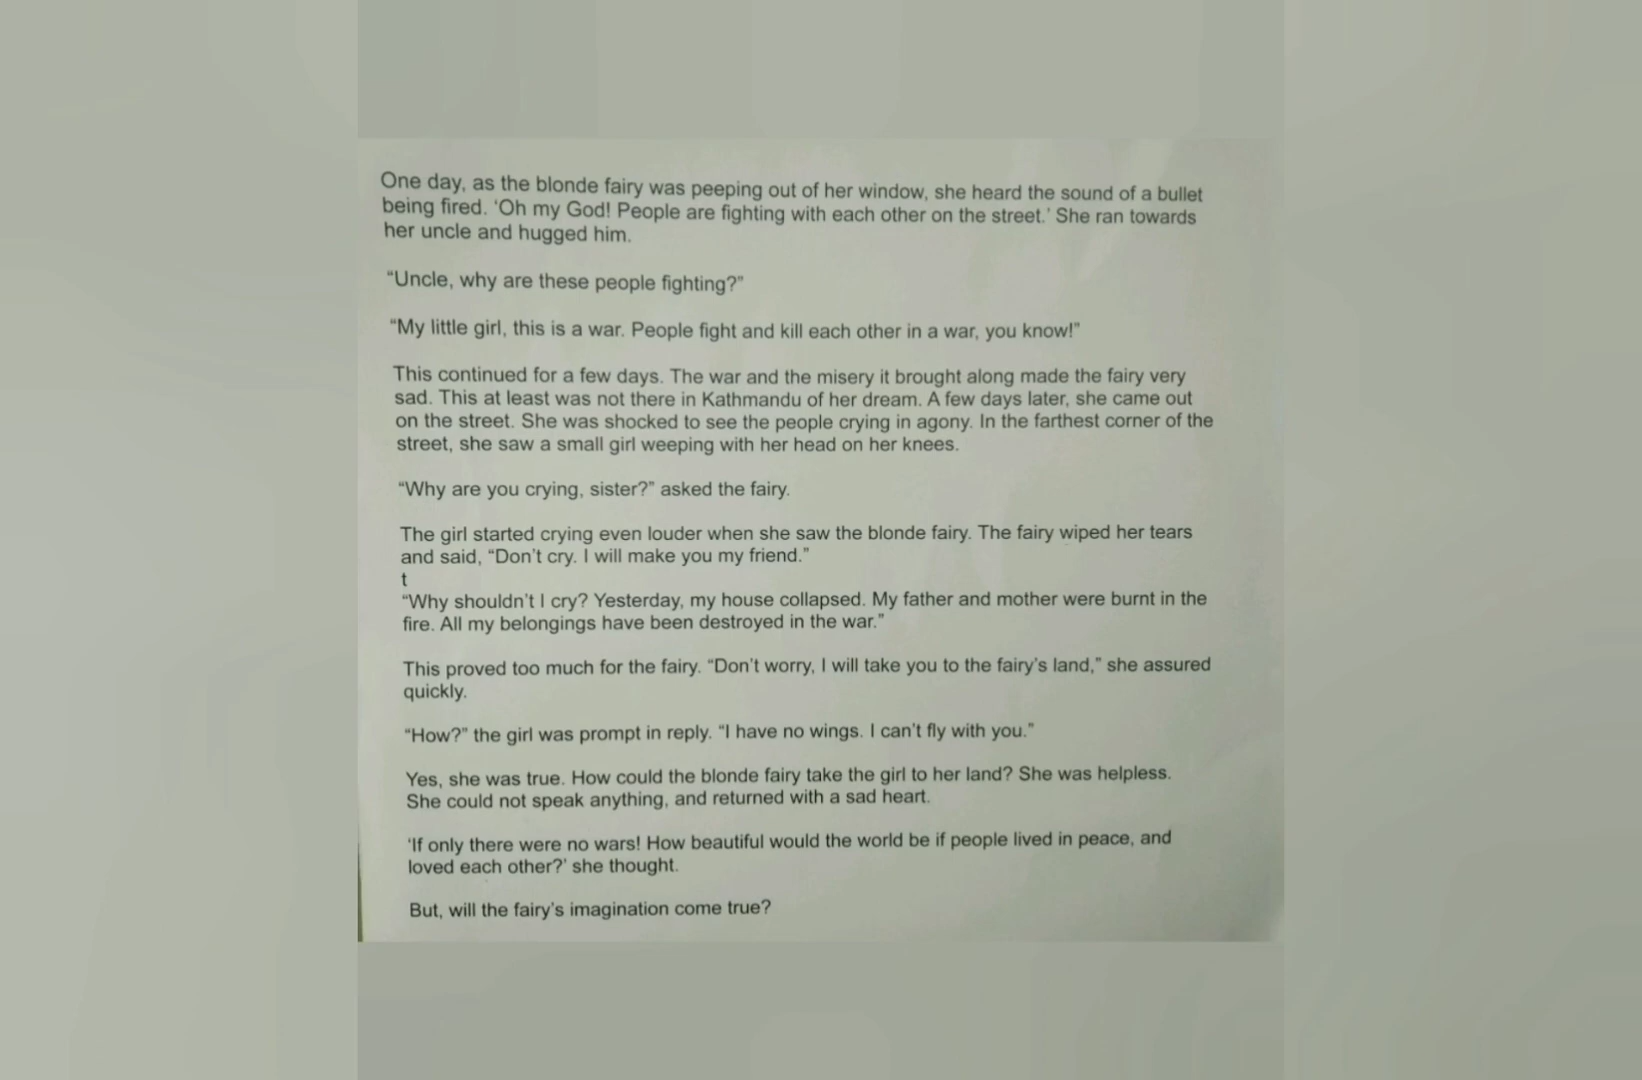 One day, as the blonde fairy was peeping out of her window, she heard the sound of a bullet
being fired. ‘Oh my God! People are fighting with each other on the street.’ She ran towards
her uncle and hugged him.
“Uncle, why are these people fighting?”
“My little girl, this is a war. People fight and kill each other in a war, you know!”
This continued for a few days. The war and the misery it brought along made the fairy very
sad. This at least was not there in Kathmandu of her dream. A few days later, she came out
on the street. She was shocked to see the people crying in agony. In the farthest corner of the
street, she saw a small girl weeping with her head on her knees.
“Why are you crying, sister?” asked the fairy.
The girl started crying even louder when she saw the blonde fairy. The fairy wiped her tears
and said, “Don’t cry. I will make you my friend.”
t
“Why shouldn’t I cry? Yesterday, my house collapsed. My father and mother were burnt in the
fire. All my belongings have been destroyed in the war.”
This proved too much for the fairy. “Don’t worry, I will take you to the fairy’s land,” she assured
quickly.
“How?” the girl was prompt in reply. “I have no wings. I can’t fly with you.”
Yes, she was true. How could the blonde fairy take the girl to her land? She was helpless.
She could not speak anything, and returned with a sad heart.
‘If only there were no wars! How beautiful would the world be if people lived in peace, and
loved each other?’ she thought.
But, will the fairy’s imagination come true?